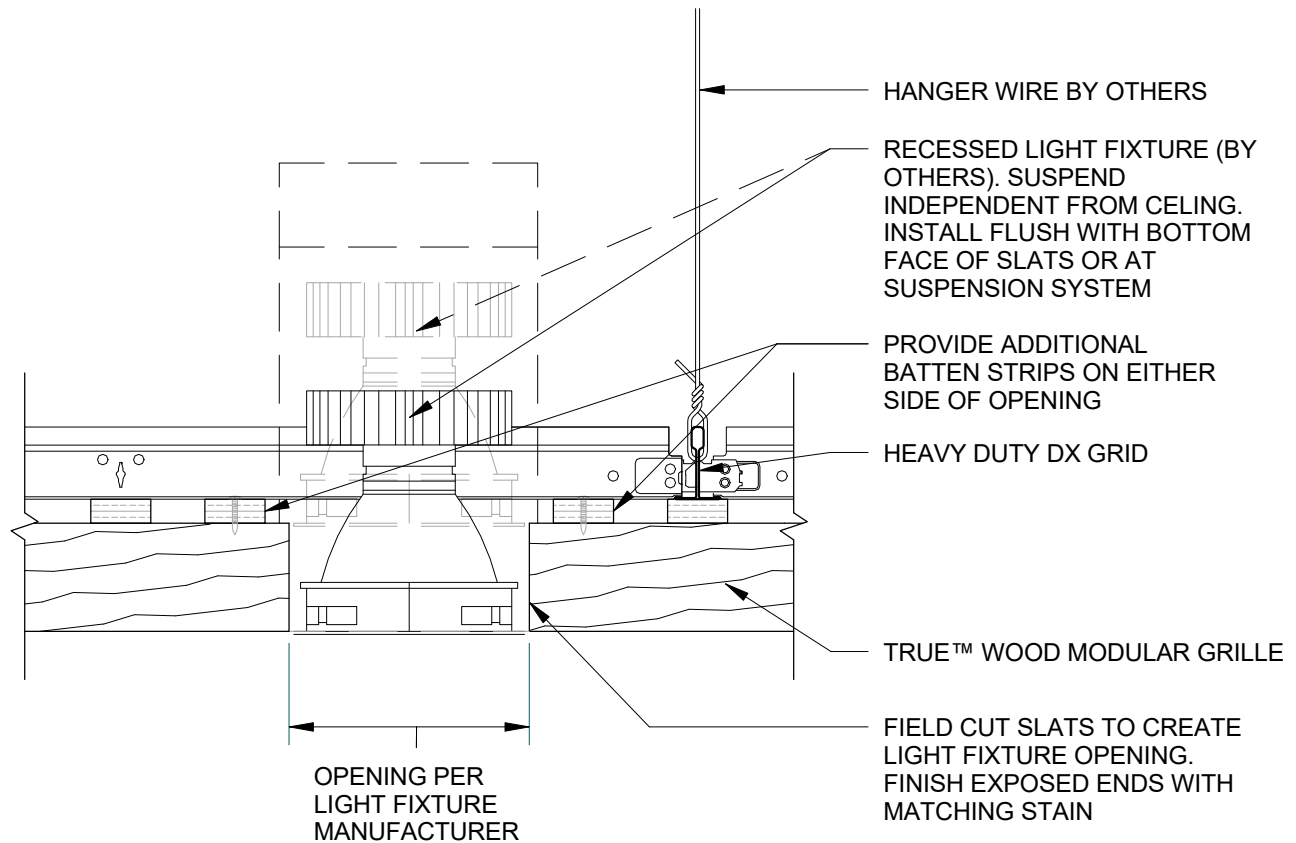 HANGER WIRE BY OTHERS
RECESSED LIGHT FIXTURE (BY
OTHERS). SUSPEND
INDEPENDENT FROM CELING.
INSTALL FLUSH WITH BOTTOM
FACE OF SLATS OR AT
SUSPENSION SYSTEM
PROVIDE ADDITIONAL
BATTEN STRIPS ON EITHER
SIDE OF OPENING
HEAVY DUTY DX GRID
TRUE™ WOOD MODULAR GRILLE
FIELD CUT SLATS TO CREATE
LIGHT FIXTURE OPENING.
FINISH EXPOSED ENDS WITH
MATCHING STAIN
OPENING PER
LIGHT FIXTURE
MANUFACTURER